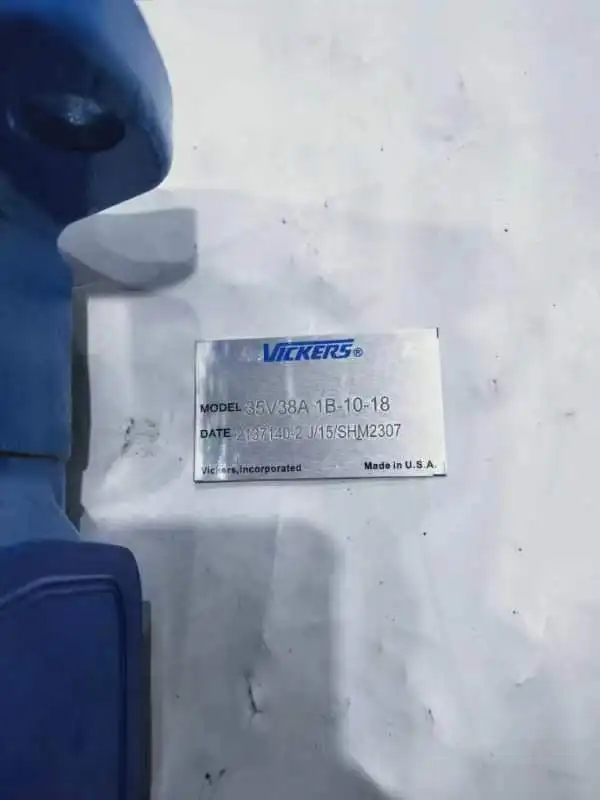 VICKERS®
MODEL 35V38A 1B-10-18
DATE 2137140-2 J/15/SHM2307
Vickers,Incorporated Made in U.S.A.